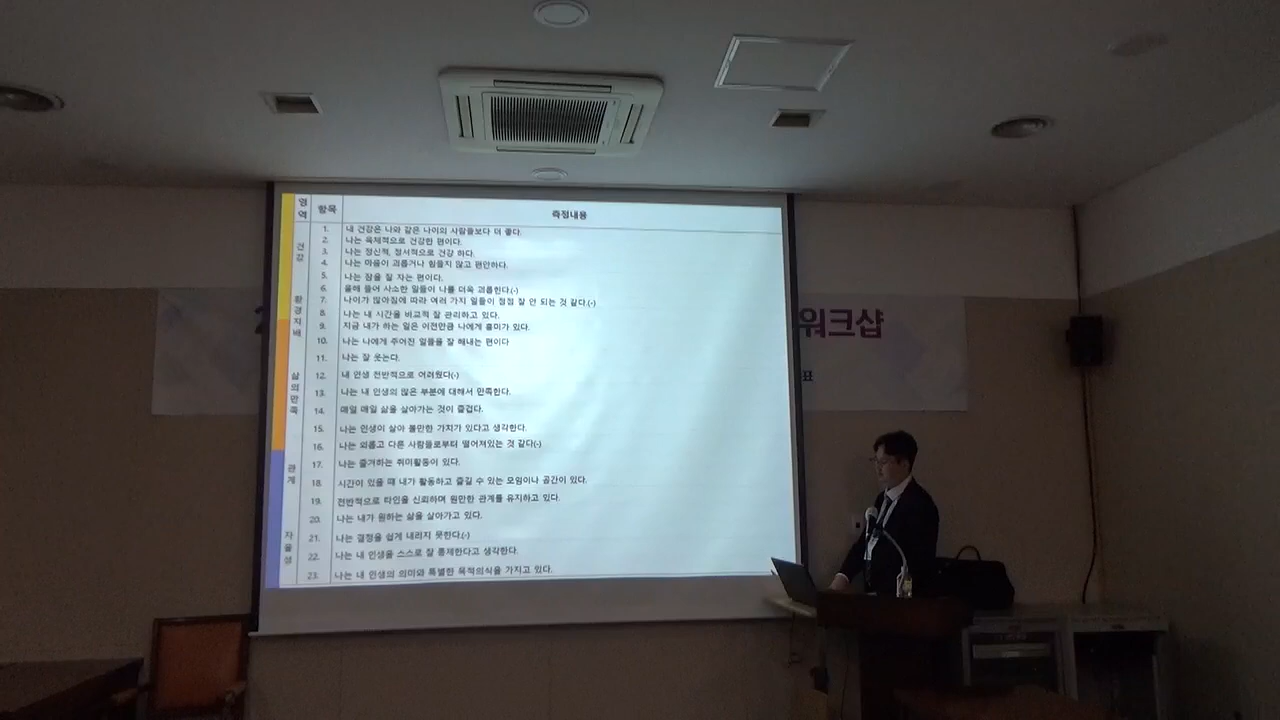 영역 항목 측정내용
건강
1. 내 건강은 나와 같은 나이의 사람들보다 더 좋다.
2. 나는 육체적으로 건강한 편이다.
3. 나는 정신적, 정서적으로 건강 하다.
4. 나는 마음이 괴롭거나 힘들지 않고 편안하다.
5. 나는 잠을 잘 자는 편이다.
6. 올해 들어 사소한 일들이 나를 더욱 괴롭힌다.(-)
환경지배
7. 나이가 많아짐에 따라 여러 가지 일들이 점점 잘 안 되는 것 같다.(-)
8. 나는 내 시간을 비교적 잘 관리하고 있다.
9. 지금 내가 하는 일은 이전만큼 나에게 흥미가 있다.
10. 나는 나에게 주어진 일들을 잘 해내는 편이다
11. 나는 잘 웃는다.
삶의만족
12. 내 인생 전반적으로 어려웠다(-)
13. 나는 내 인생의 많은 부분에 대해서 만족한다.
14. 매일 매일 삶을 살아가는 것이 즐겁다.
15. 나는 인생이 살아 볼만한 가치가 있다고 생각한다.
16. 나는 외롭고 다른 사람들로부터 떨어져있는 것 같다(-)
관계
17. 나는 즐겨하는 취미활동이 있다.
18. 시간이 있을 때 내가 활동하고 즐길 수 있는 모임이나 공간이 있다.
19. 전반적으로 타인을 신뢰하며 원만한 관계를 유지하고 있다.
20. 나는 내가 원하는 삶을 살아가고 있다.
자율성
21. 나는 결정을 쉽게 내리지 못한다.(-)
22. 나는 내 인생을 스스로 잘 통제한다고 생각한다.
23. 나는 내 인생의 의미와 특별한 목적의식을 가지고 있다.
워크샵
표